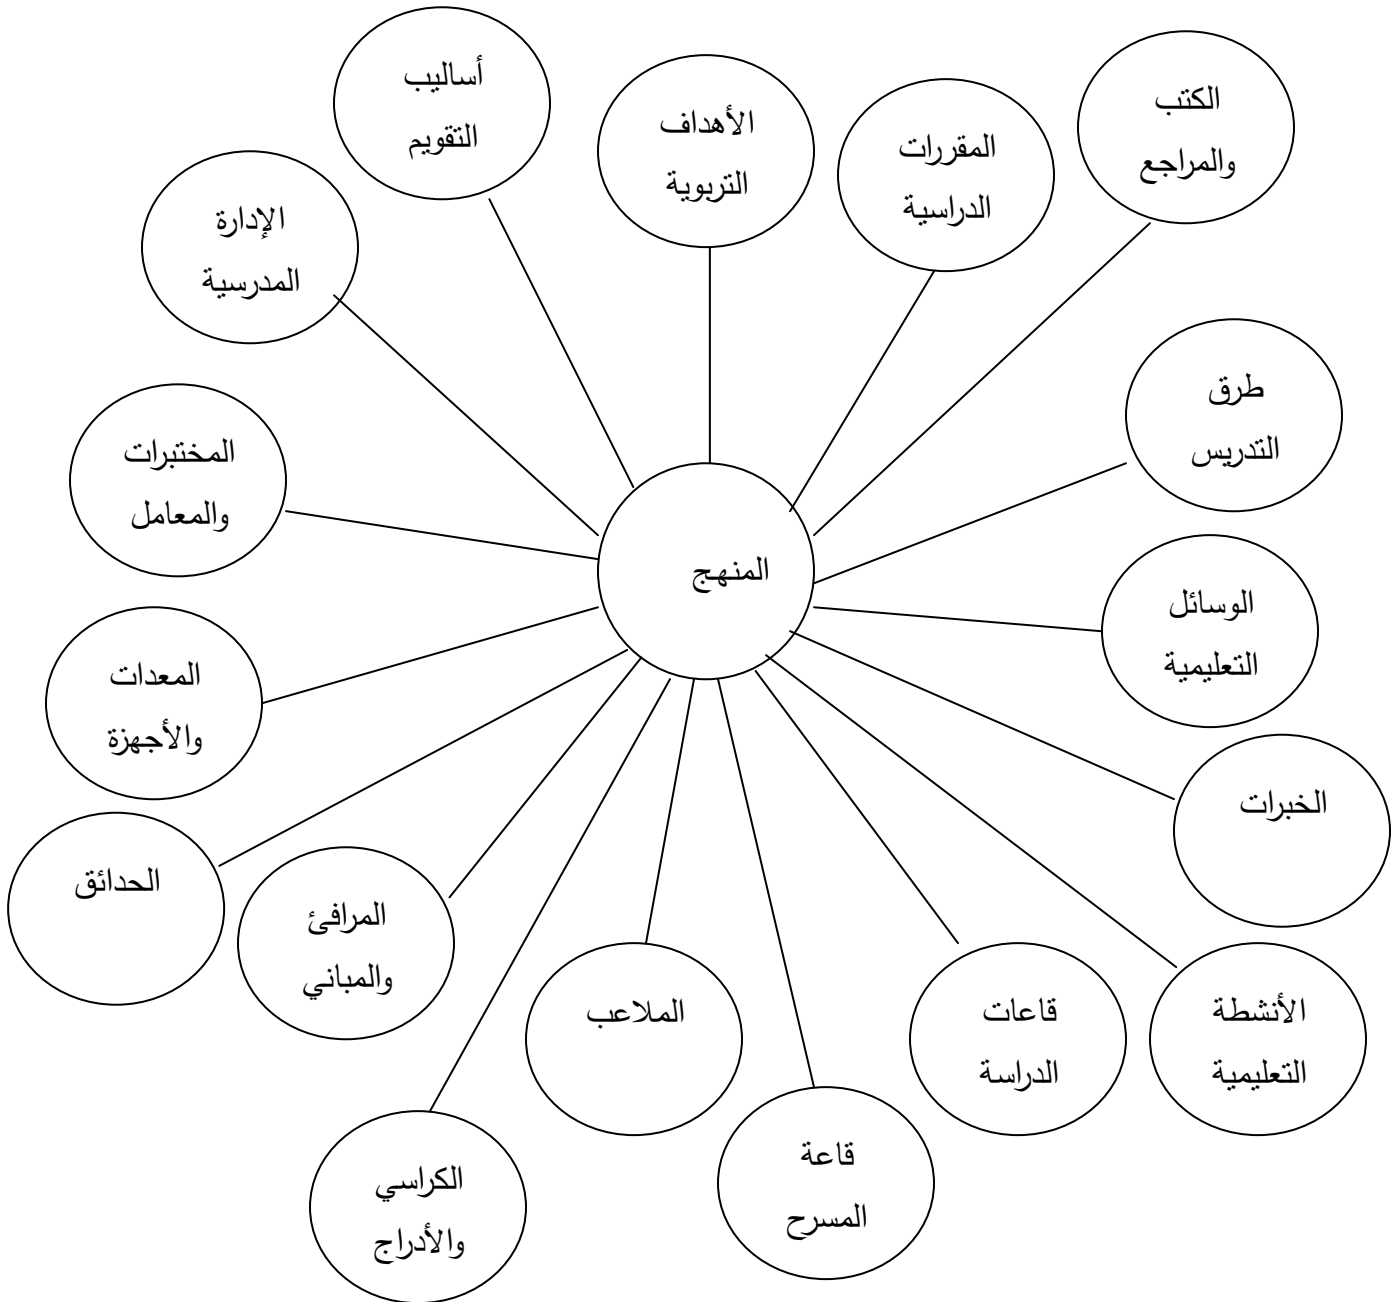 أساليب
التقويم
الأهداف
التربوية
المقررات
الدراسية
الكتب
والمراجع
الإدارة
المدرسية
طرق
التدريس
المختبرات
والمعامل
المنهج
الوسائل
التعليمية
المعدات
والأجهزة
الخبرات
الحدائق
المرافئ
والمباني
الملاعب
قاعات
الدراسة
الأنشطة
التعليمية
قاعة
المسرح
الكراسي
والأدراج